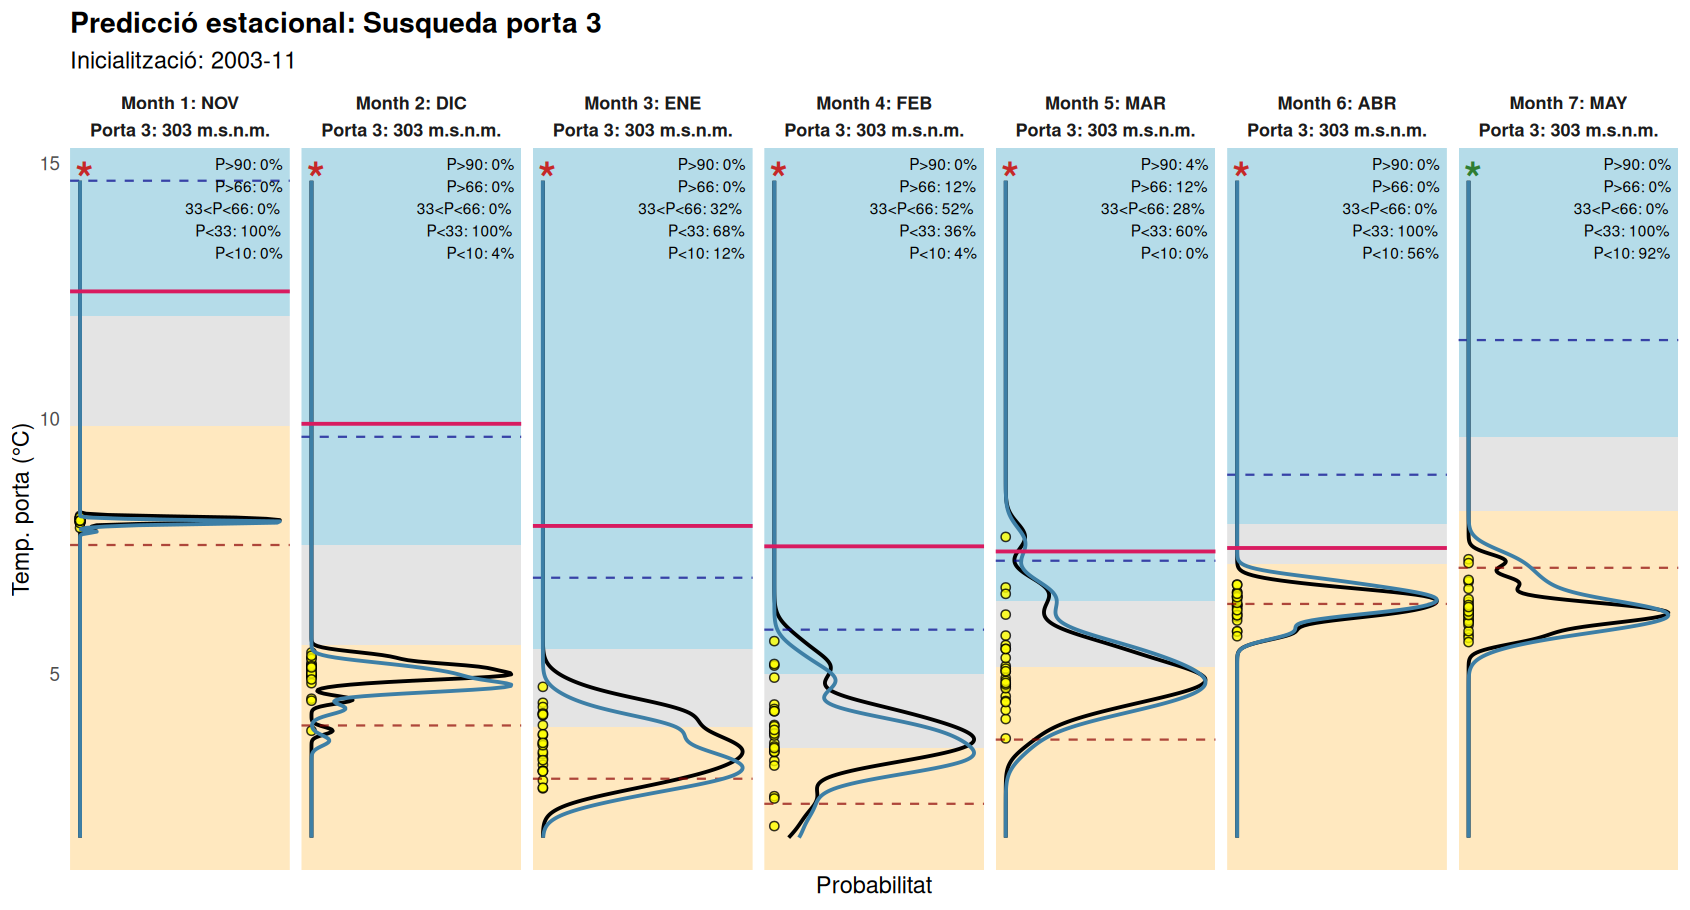 Predicció estacional: Susqueda porta 3
Inicialització: 2003-11
Month 1: NOV
Porta 3: 303 m.s.n.m.
Month 2: DIC
Porta 3: 303 m.s.n.m.
Month 3: ENE
Porta 3: 303 m.s.n.m.
Month 4: FEB
Porta 3: 303 m.s.n.m.
Month 5: MAR
Porta 3: 303 m.s.n.m.
Month 6: ABR
Porta 3: 303 m.s.n.m.
Month 7: MAY
Porta 3: 303 m.s.n.m.
*
P>90: 0%
P>66: 0%
33<P<66: 0%
P<33: 100%
P<10: 0%
*
P>90: 0%
P>66: 0%
33<P<66: 0%
P<33: 100%
P<10: 4%
*
P>90: 0%
P>66: 0%
33<P<66: 32%
P<33: 68%
P<10: 12%
*
P>90: 0%
P>66: 12%
33<P<66: 52%
P<33: 36%
P<10: 4%
*
P>90: 4%
P>66: 12%
33<P<66: 28%
P<33: 60%
P<10: 0%
*
P>90: 0%
P>66: 0%
33<P<66: 0%
P<33: 100%
P<10: 56%
*
P>90: 0%
P>66: 0%
33<P<66: 0%
P<33: 100%
P<10: 92%
15
10
5
Temp. porta (°C)
Probabilitat